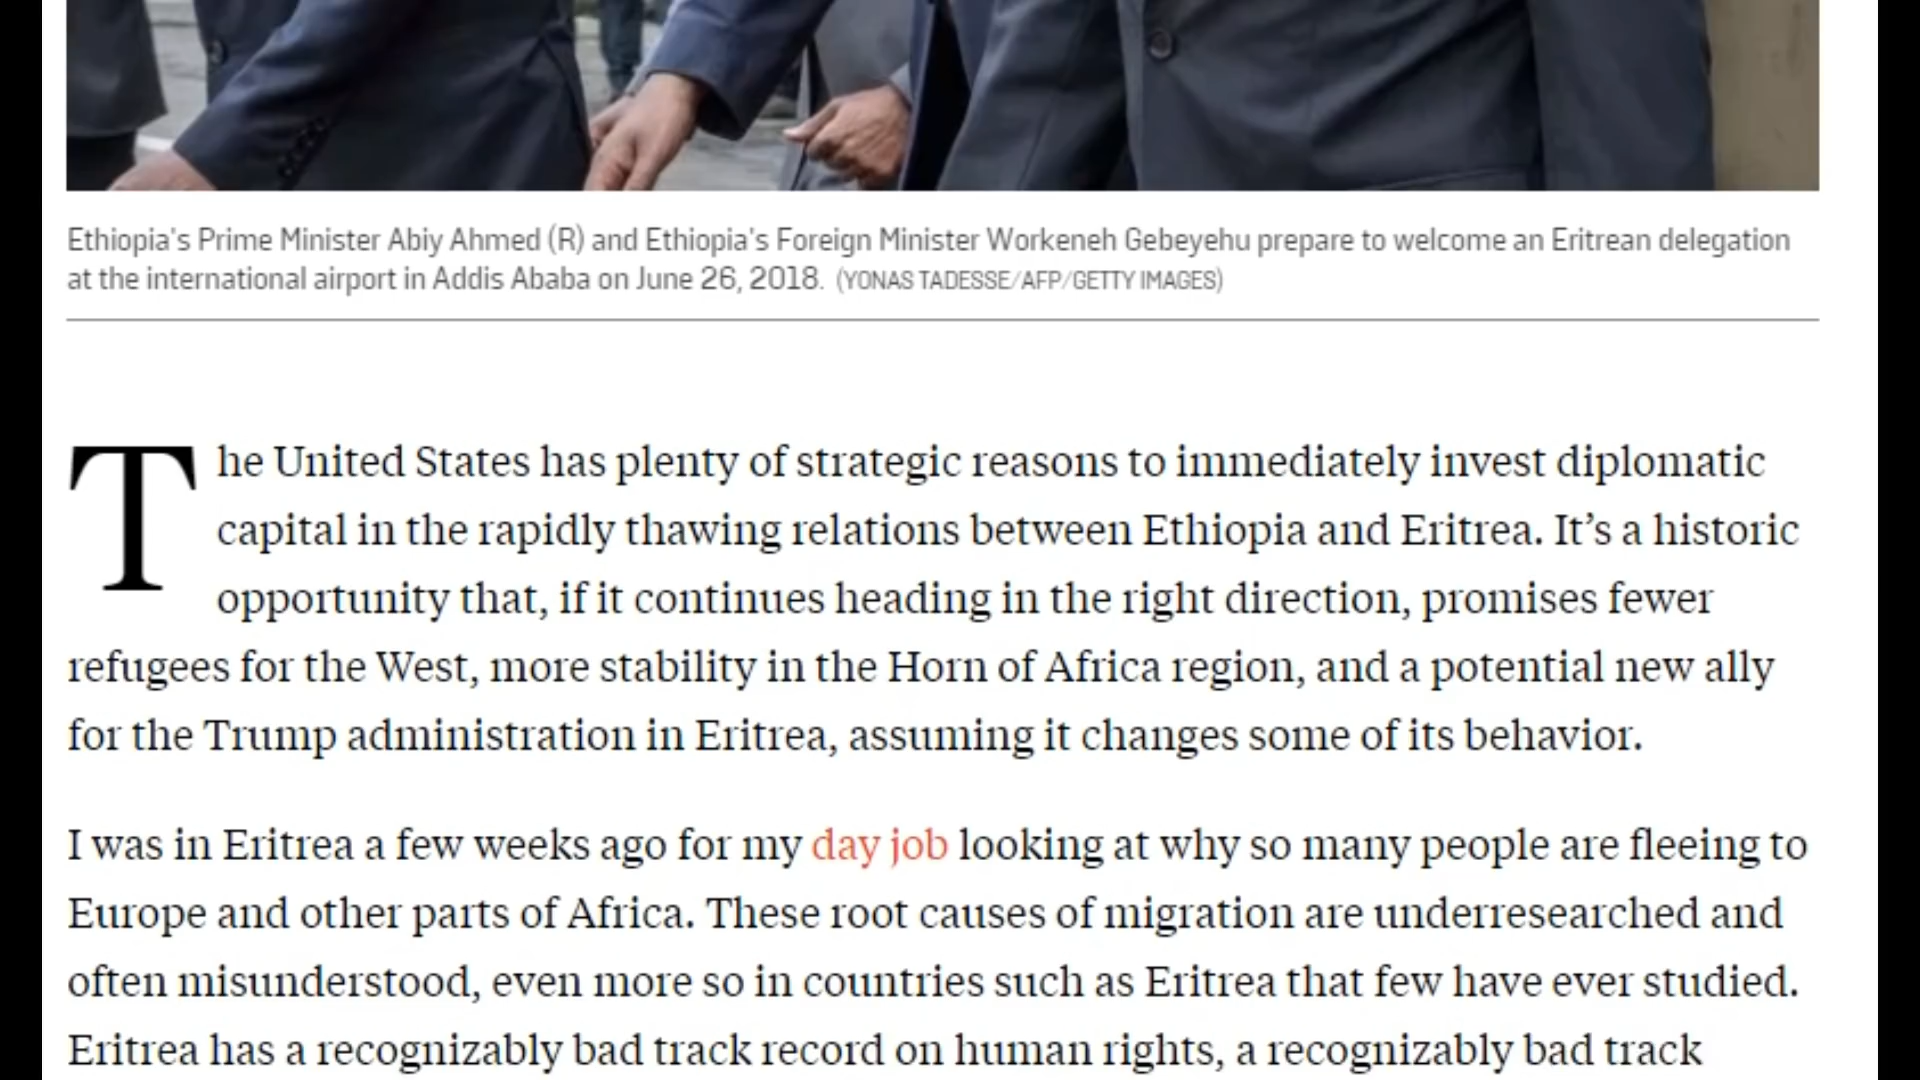 Ethiopia's Prime Minister Abiy Ahmed (R) and Ethiopia's Foreign Minister Workeneh Gebeyehu prepare to welcome an Eritrean delegation
at the international airport in Addis Ababa on June 26, 2018. (YONAS TADESSE/AFP/GETTY IMAGES)
The United States has plenty of strategic reasons to immediately invest diplomatic
capital in the rapidly thawing relations between Ethiopia and Eritrea. It’s a historic
opportunity that, if it continues heading in the right direction, promises fewer
refugees for the West, more stability in the Horn of Africa region, and a potential new ally
for the Trump administration in Eritrea, assuming it changes some of its behavior.
I was in Eritrea a few weeks ago for my day job looking at why so many people are fleeing to
Europe and other parts of Africa. These root causes of migration are underresearched and
often misunderstood, even more so in countries such as Eritrea that few have ever studied.
Eritrea has a recognizably bad track record on human rights, a recognizably bad track